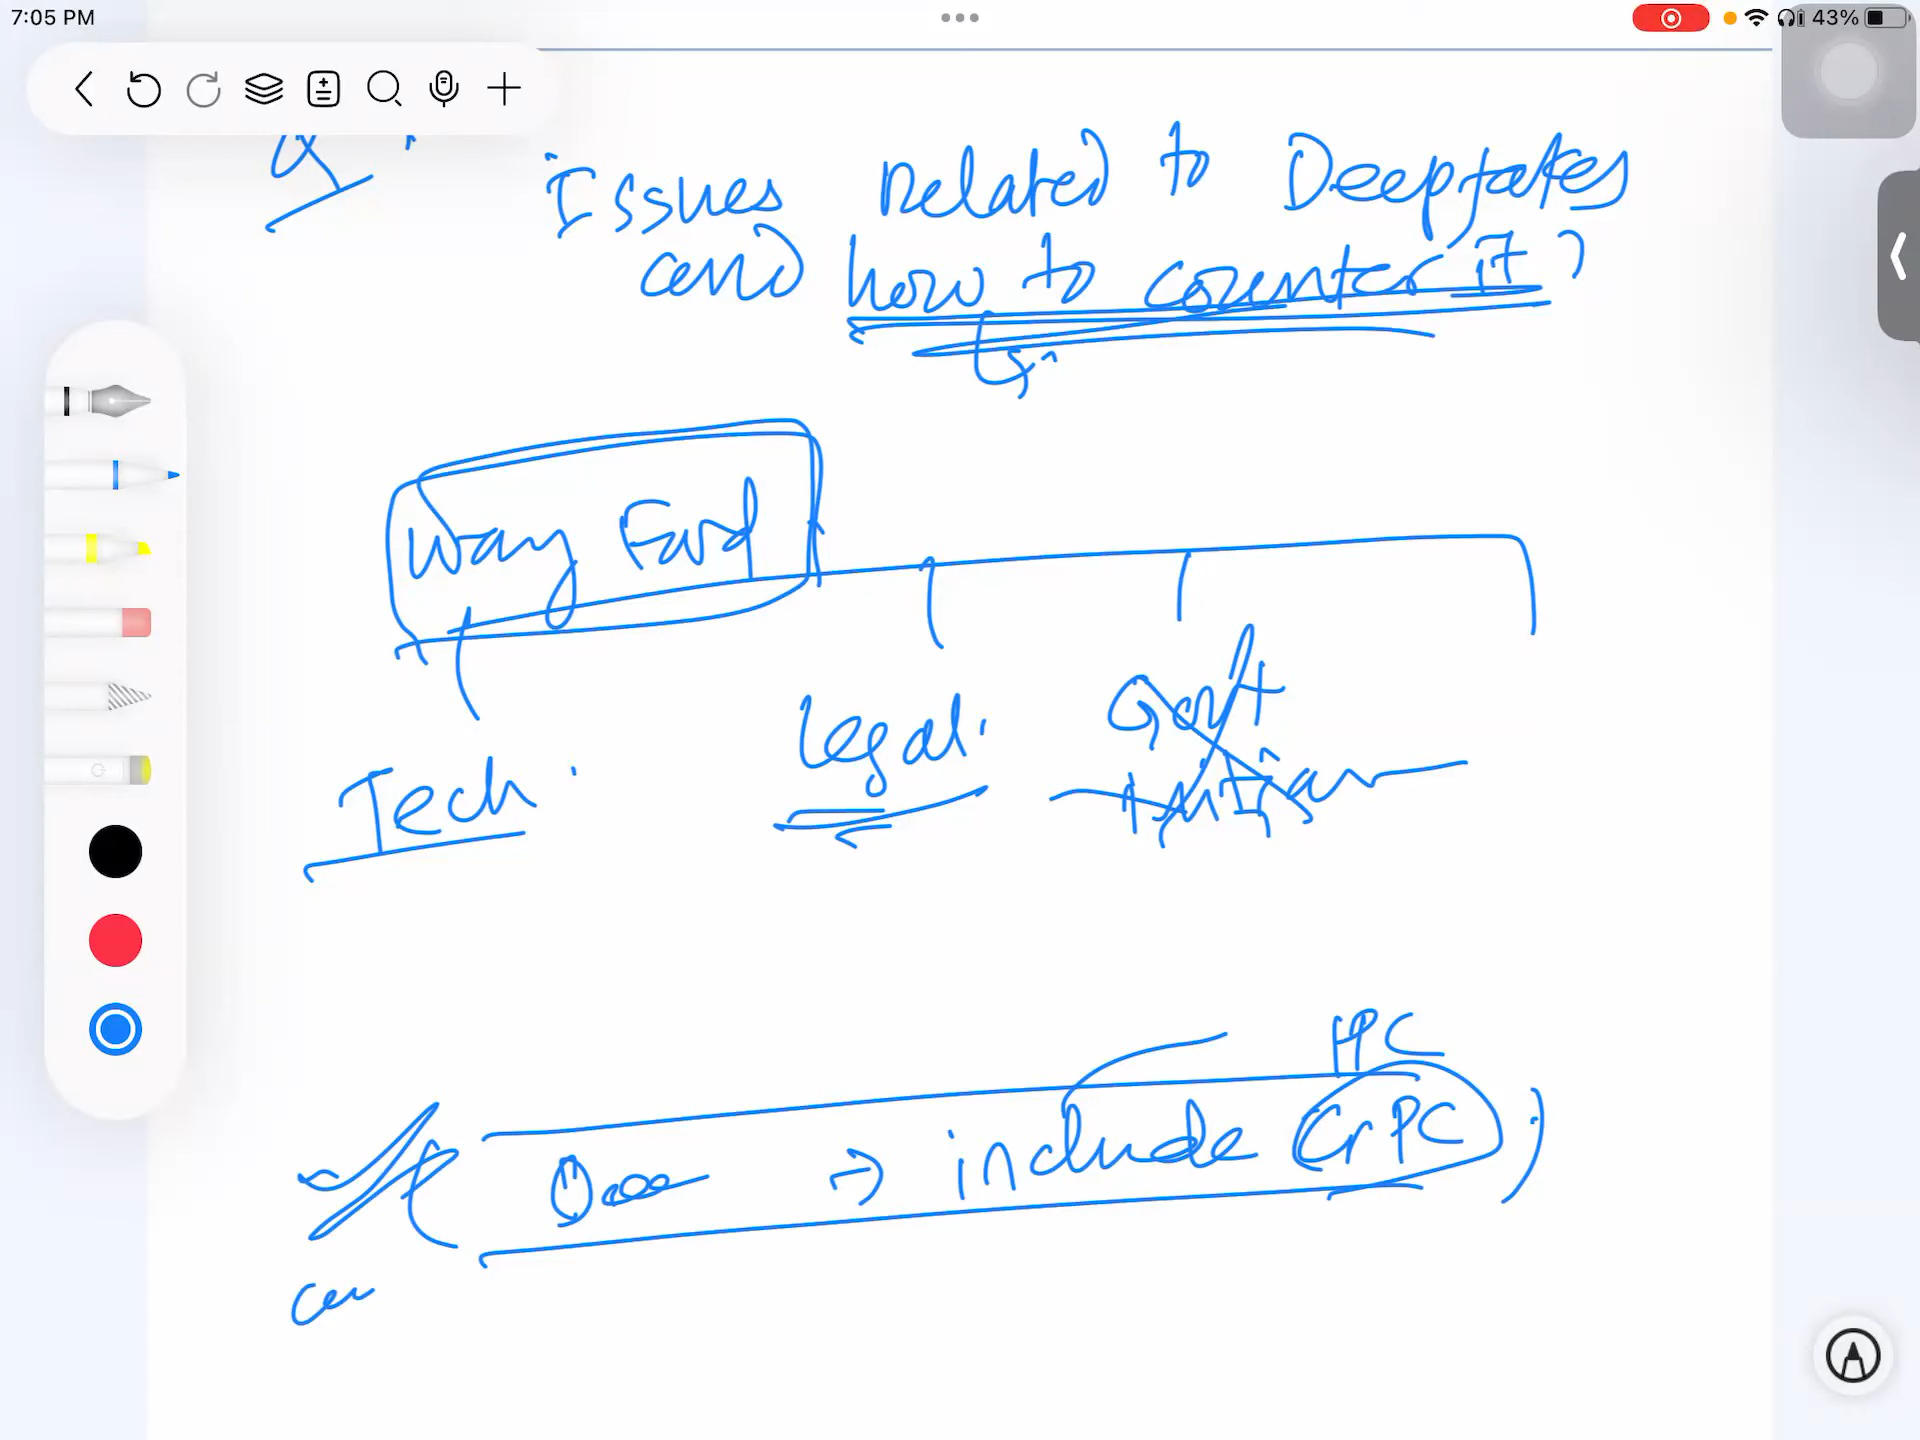 7:05 PM
43%
Q.
Issues Related to Deepfakes
and how to counter it?
Way Fwd
Tech.
Legal.
Govt
HPC
include CrPC